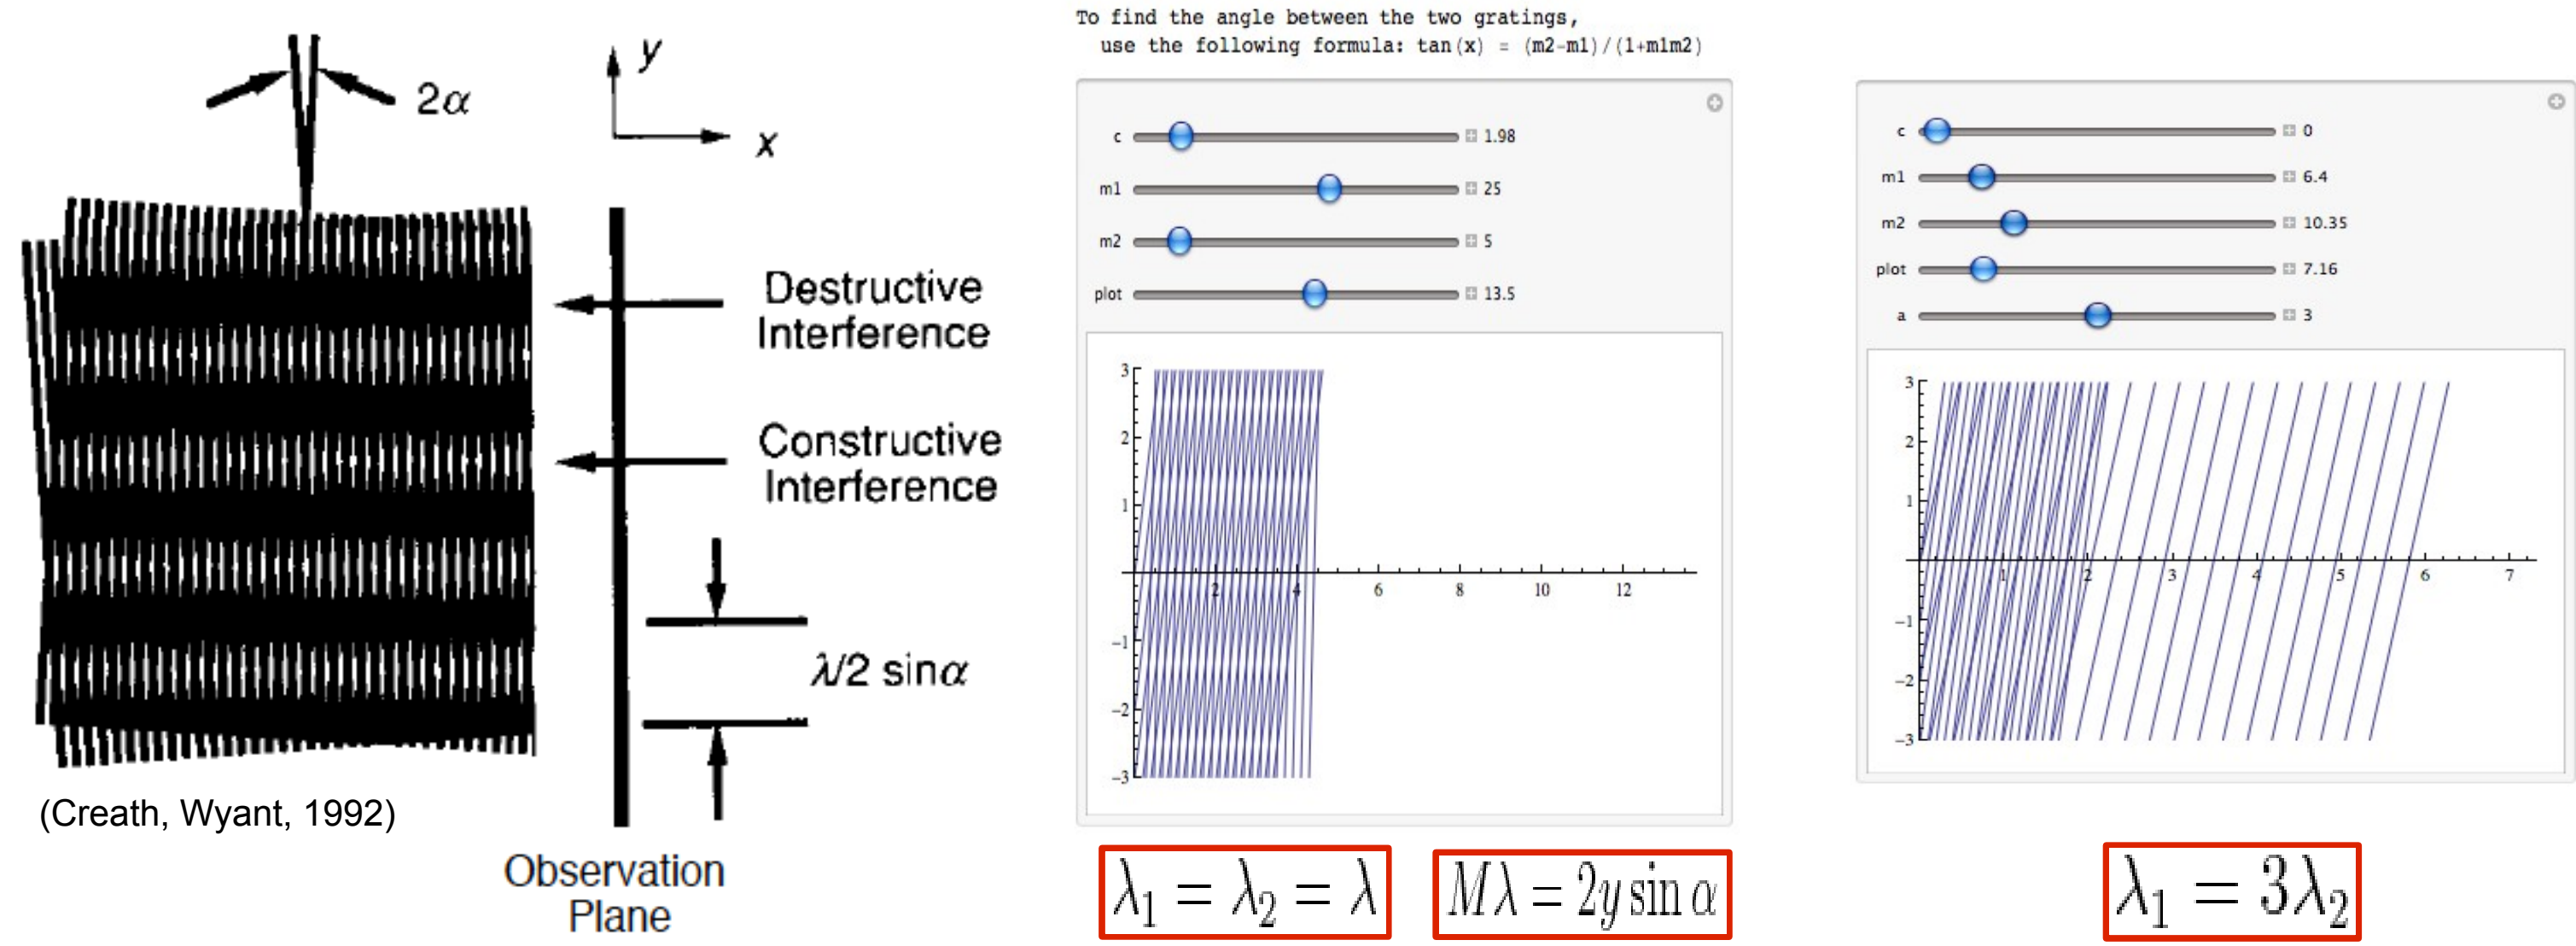 2α
y
x
Destructive
Interference
Constructive
Interference
λ/2 sinα
(Creath, Wyant, 1992)
Observation
Plane
To find the angle between the two gratings,
use the following formula: tan(x) = (m2-m1)/(1+m1m2)
c 1.98
m1 25
m2 5
plot 13.5
3
2
1
-1
-2
-3
2 4 6 8 10 12
λ₁ = λ₂ = λ
Mλ = 2y sin α
c 0
m1 6.4
m2 10.35
plot 7.16
a 3
3
2
1
-1
-2
-3
1 2 3 4 5 6 7
λ₁ = 3λ₂